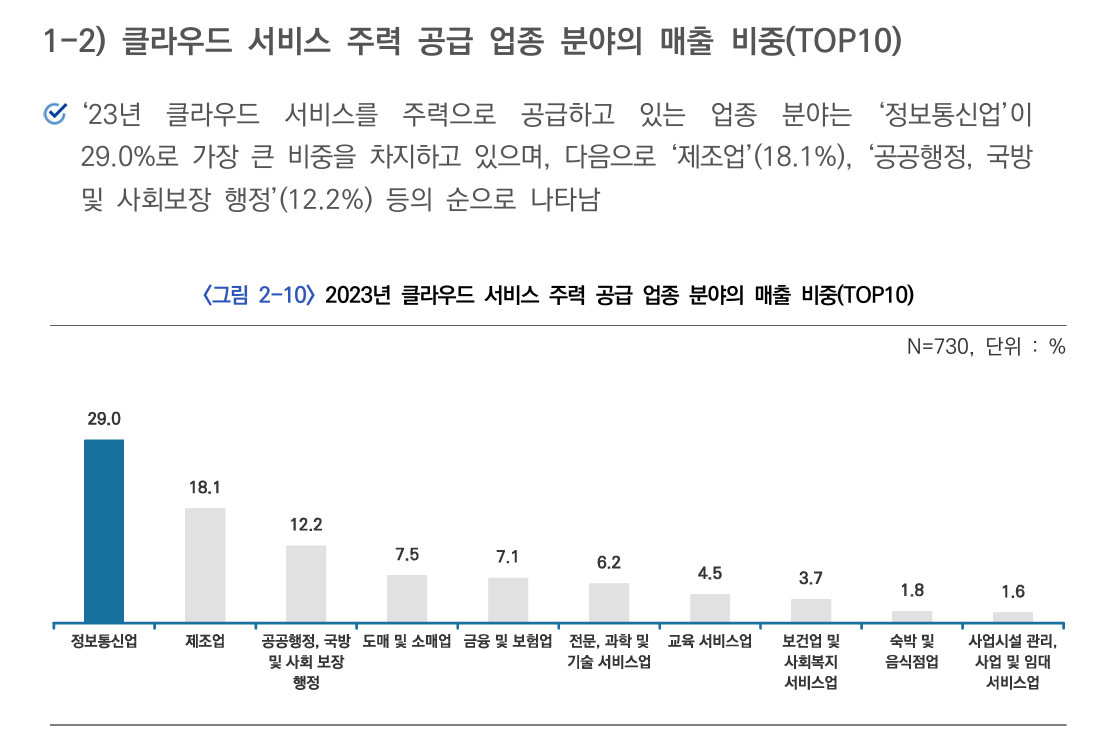 1-2) 클라우드 서비스 주력 공급 업종 분야의 매출 비중(TOP10)
‘23년 클라우드 서비스를 주력으로 공급하고 있는 업종 분야는 ‘정보통신업’이
29.0%로 가장 큰 비중을 차지하고 있으며, 다음으로 ‘제조업’(18.1%), ‘공공행정, 국방
및 사회보장 행정’(12.2%) 등의 순으로 나타남
<그림 2-10> 2023년 클라우드 서비스 주력 공급 업종 분야의 매출 비중(TOP10)
N=730, 단위 : %
29.0
18.1
12.2
7.5
7.1
6.2
4.5
3.7
1.8
1.6
정보통신업
제조업
공공행정, 국방
및 사회 보장
행정
도매 및 소매업
금융 및 보험업
전문, 과학 및
기술 서비스업
교육 서비스업
보건업 및
사회복지
서비스업
숙박 및
음식점업
사업시설 관리,
사업 및 임대
서비스업